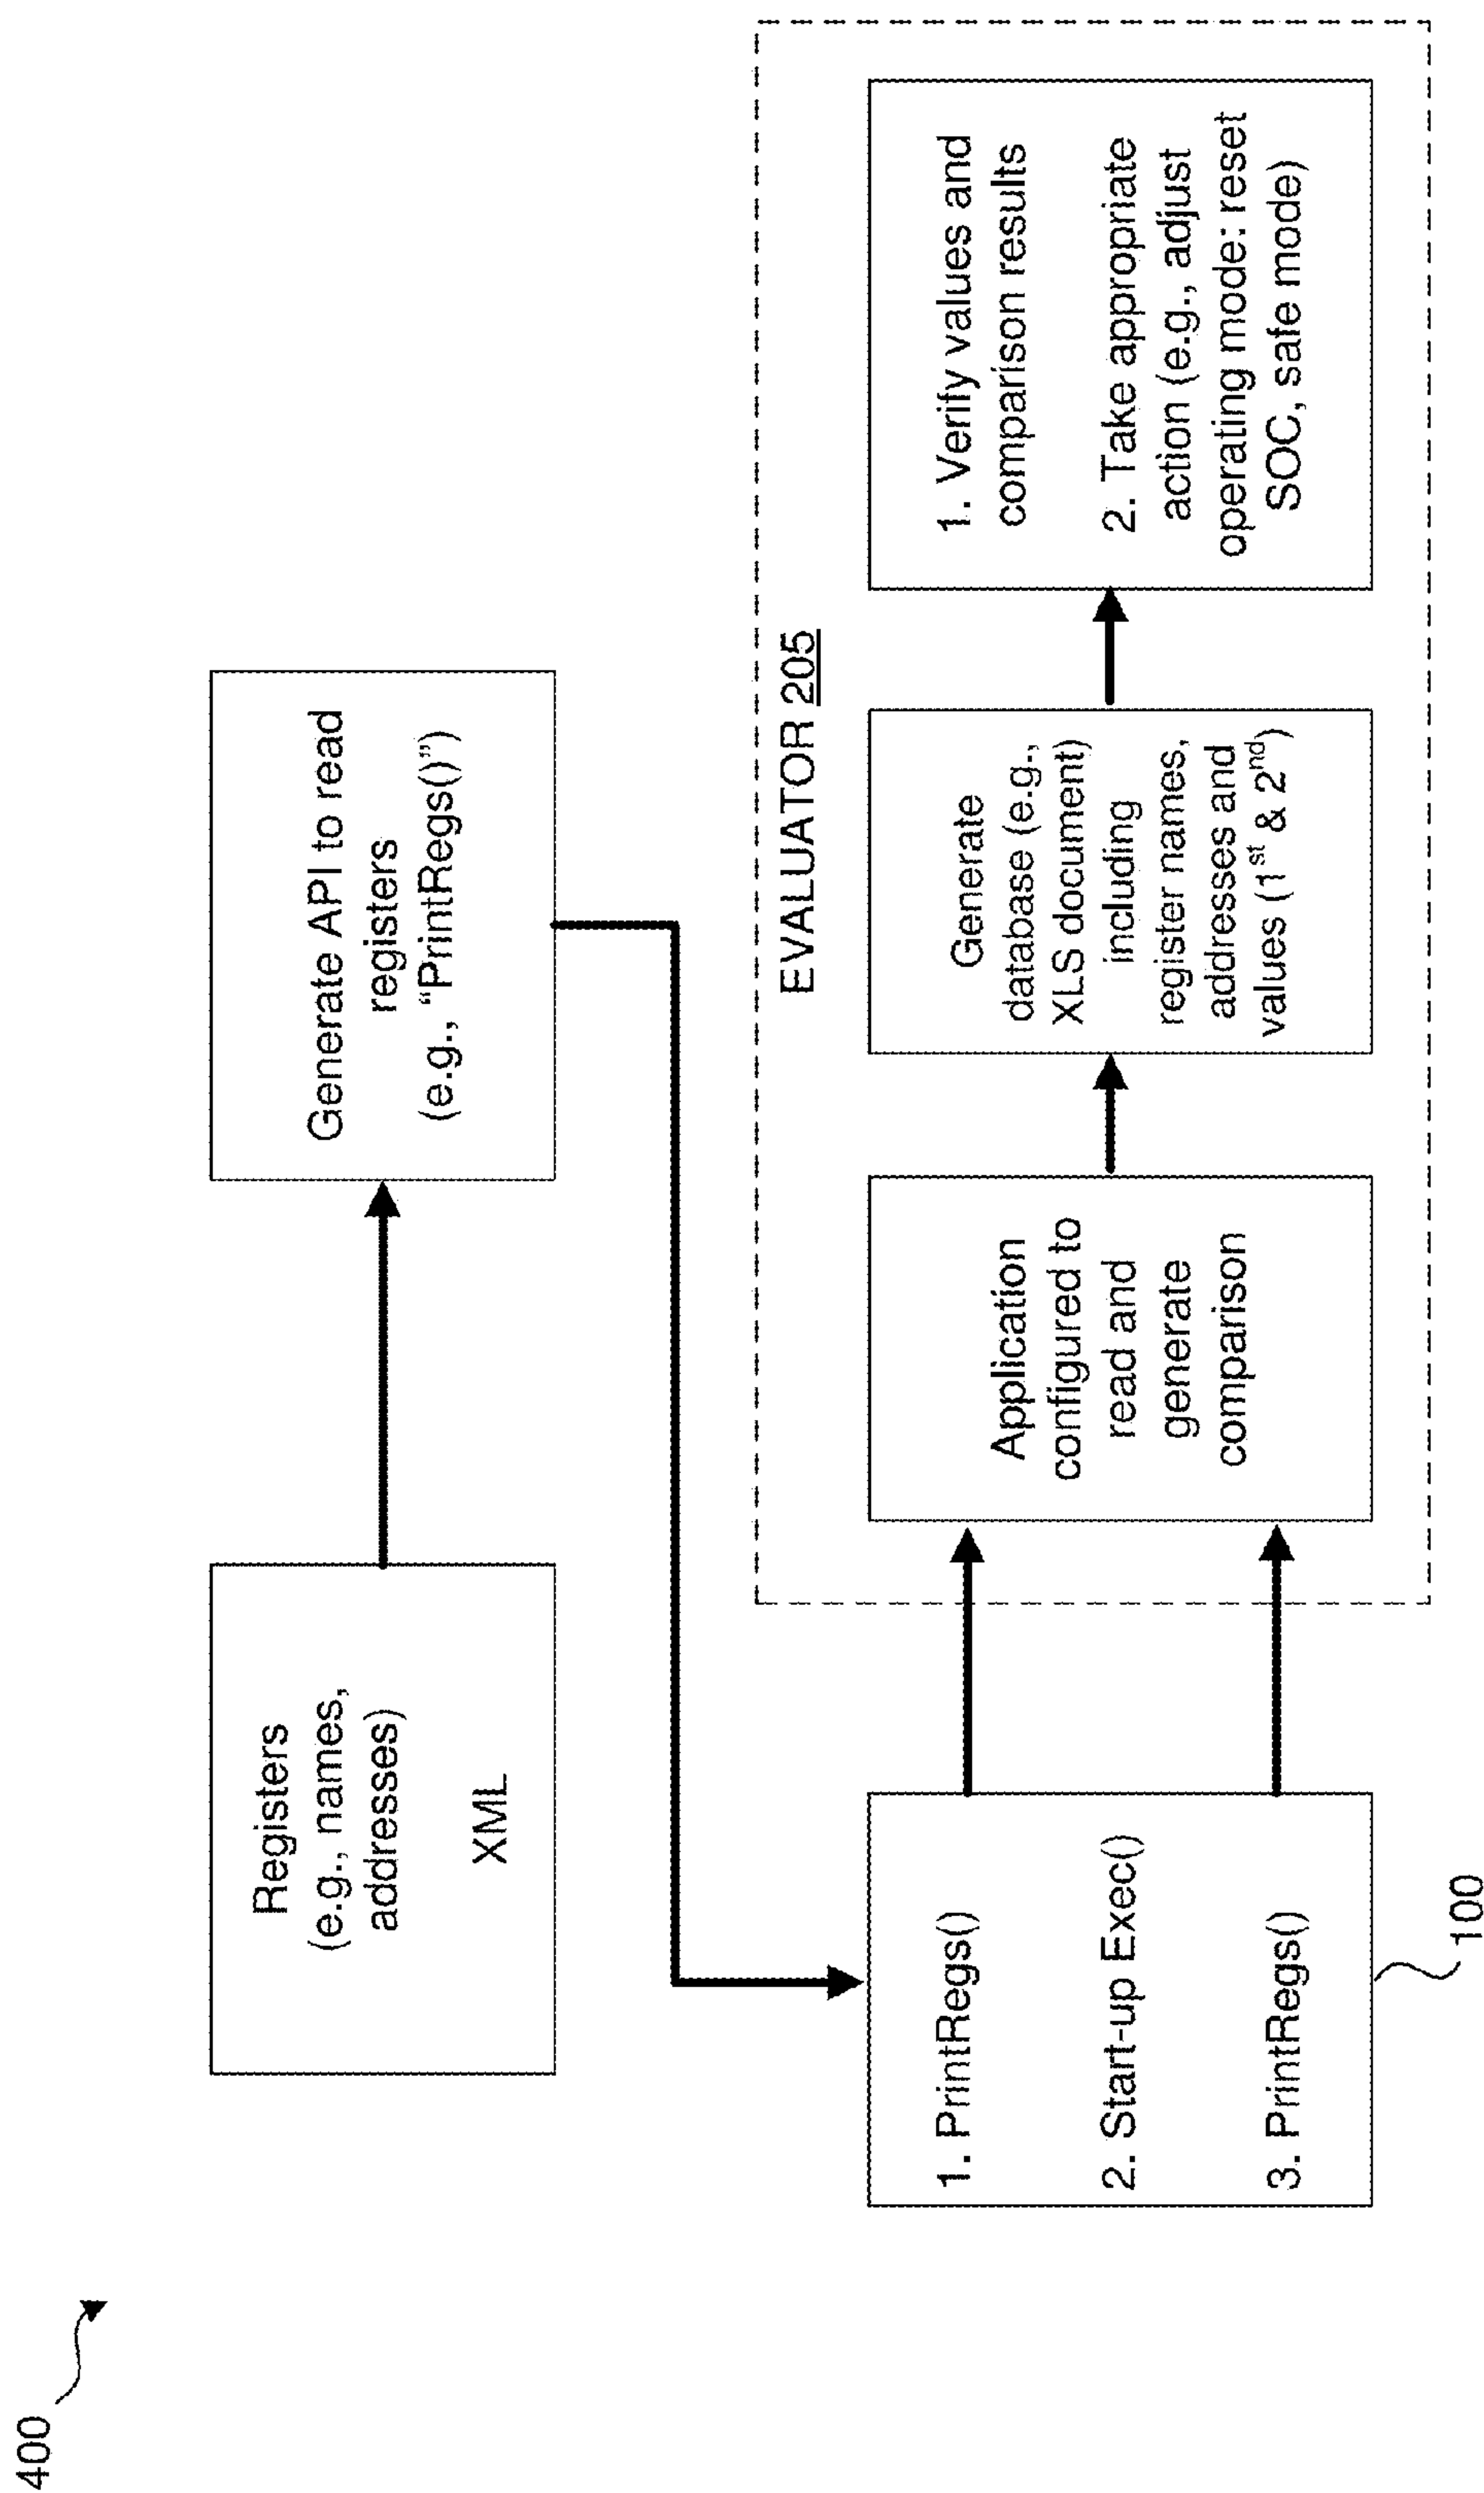 400
Registers
(e.g., names,
addresses)
XML
Generate API to read
registers
(e.g., “PrintRegs()”)
1. PrintRegs()
2. Start-up Exec()
3. PrintRegs()
100
EVALUATOR 205
Application
configured to
read and
generate
comparison
Generate
database (e.g.,
XLS document)
including
register names,
addresses and
values (1st & 2nd)
1. Verify values and
comparison results
2. Take appropriate
action (e.g., adjust
operating mode: reset
SOC, safe mode)